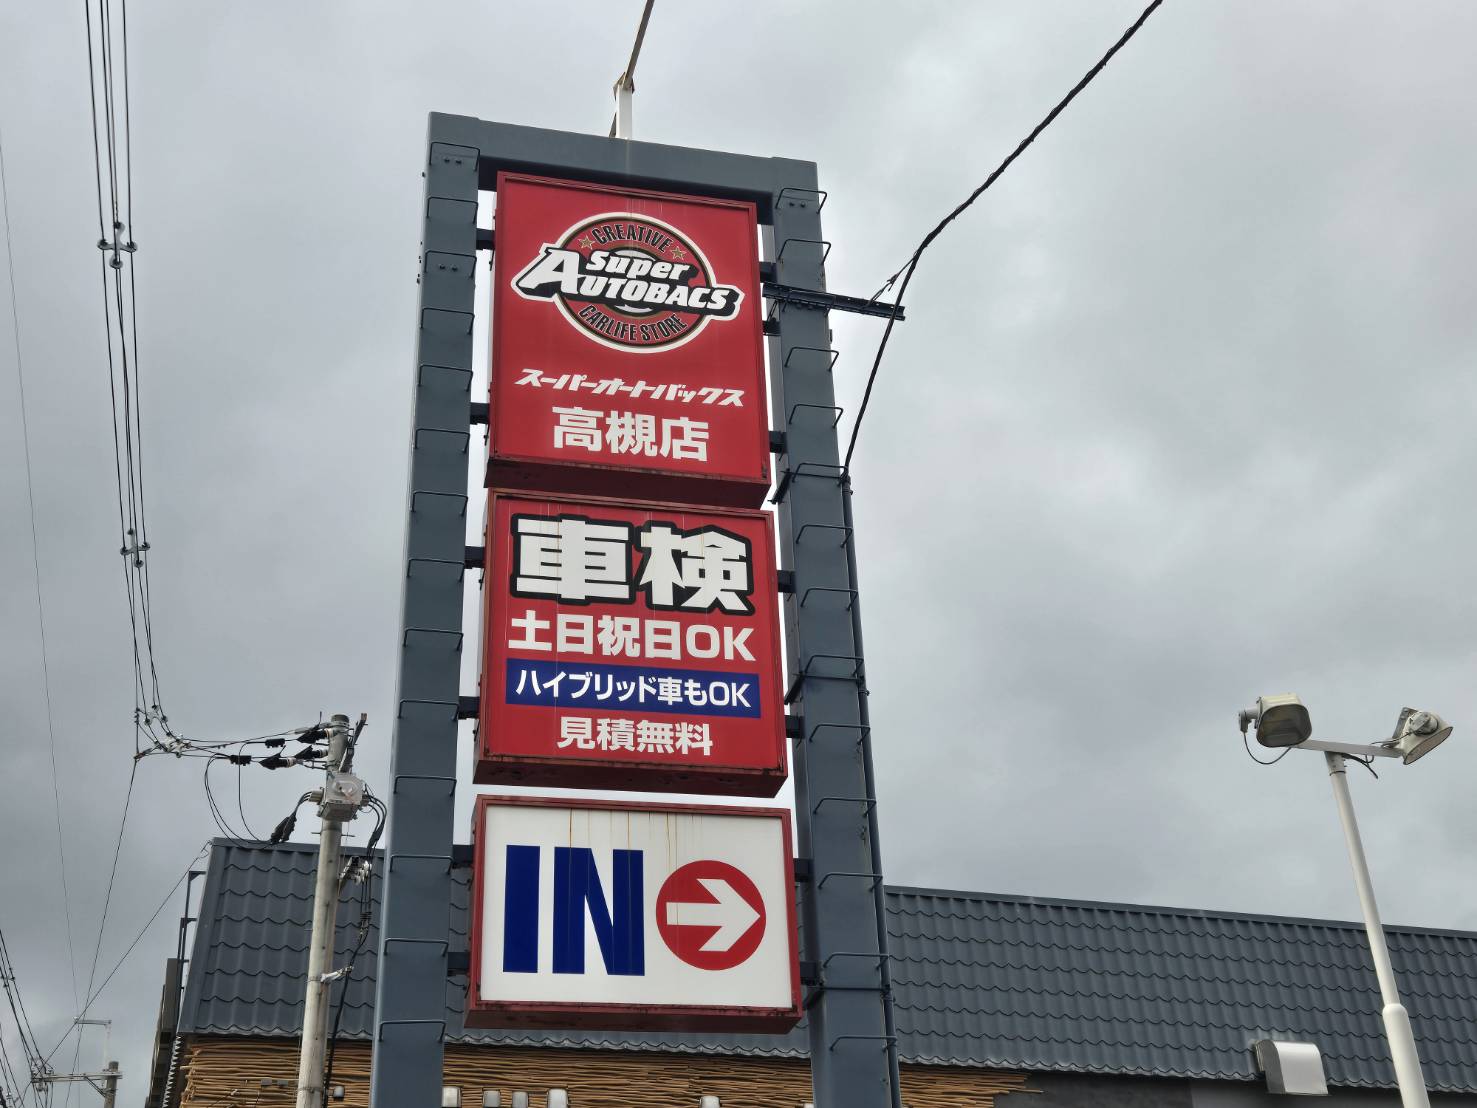 CREATIVE
Super
AUTOBACS
CARLIFE STORE
スーパーオートバックス
高槻店
車検
土日祝日OK
ハイブリッド車もOK
見積無料
IN